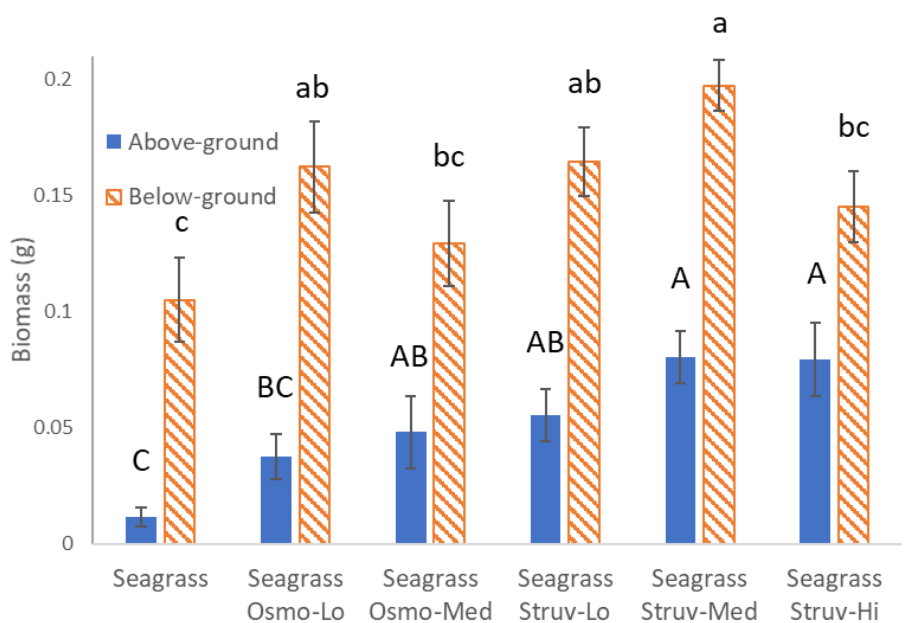 a
0.2
ab
ab
Above-ground
bc
bc
Below-ground
0.15
c
Biomass (g)
0.1
A
A
AB
AB
BC
0.05
C
0
Seagrass
Seagrass
Osmo-Lo
Seagrass
Osmo-Med
Seagrass
Struv-Lo
Seagrass
Struv-Med
Seagrass
Struv-Hi